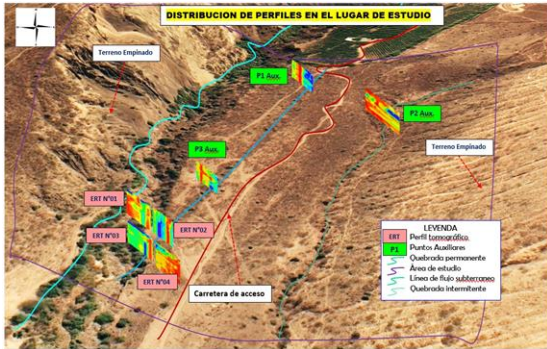 DISTRIBUCION DE PERFILES EN EL LUGAR DE ESTUDIO
Terreno Empinado
P1 Aux.
P2 Aux.
P3 Aux.
Terreno Empinado
ERT N°01
ERT N°02
ERT N°03
ERT N°04
Carretera de acceso
LEYENDA
ERT Perfil tomográfico
P1 Puntos Auxiliares
Quebrada permanente
Área de estudio
Línea de flujo subterraneo
Quebrada intermitente